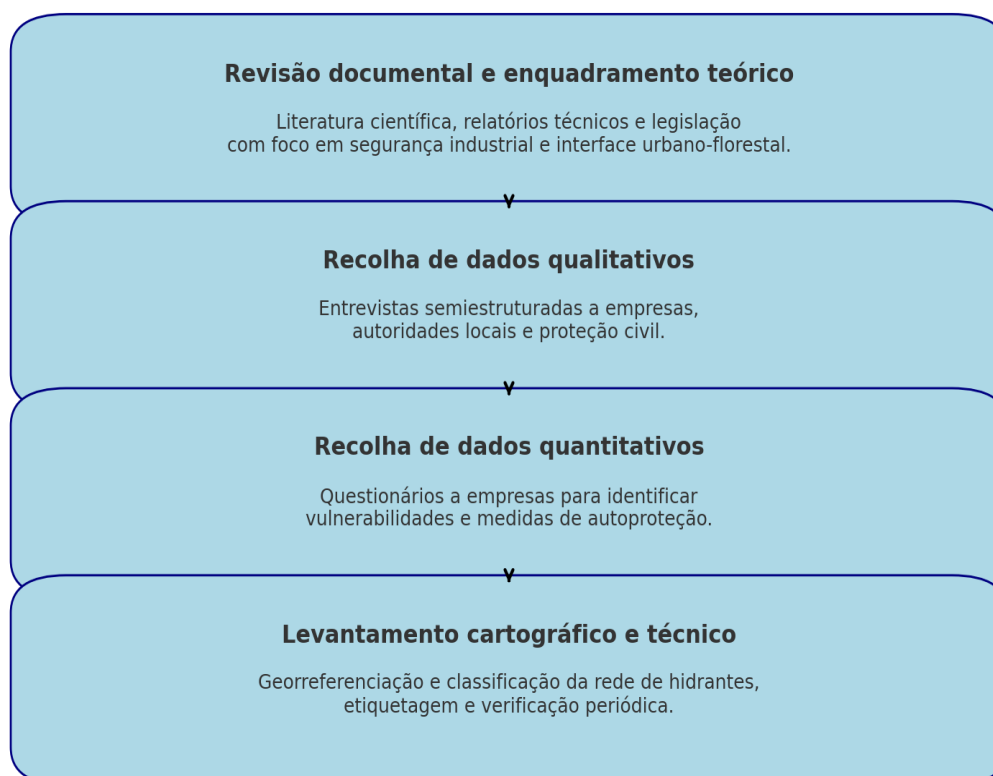 Revisão documental e enquadramento teórico
Literatura científica, relatórios técnicos e legislação
com foco em segurança industrial e interface urbano-florestal.
Recolha de dados qualitativos
Entrevistas semiestruturadas a empresas,
autoridades locais e proteção civil.
Recolha de dados quantitativos
Questionários a empresas para identificar
vulnerabilidades e medidas de autoproteção.
Levantamento cartográfico e técnico
Georreferenciação e classificação da rede de hidrantes,
etiquetagem e verificação periódica.